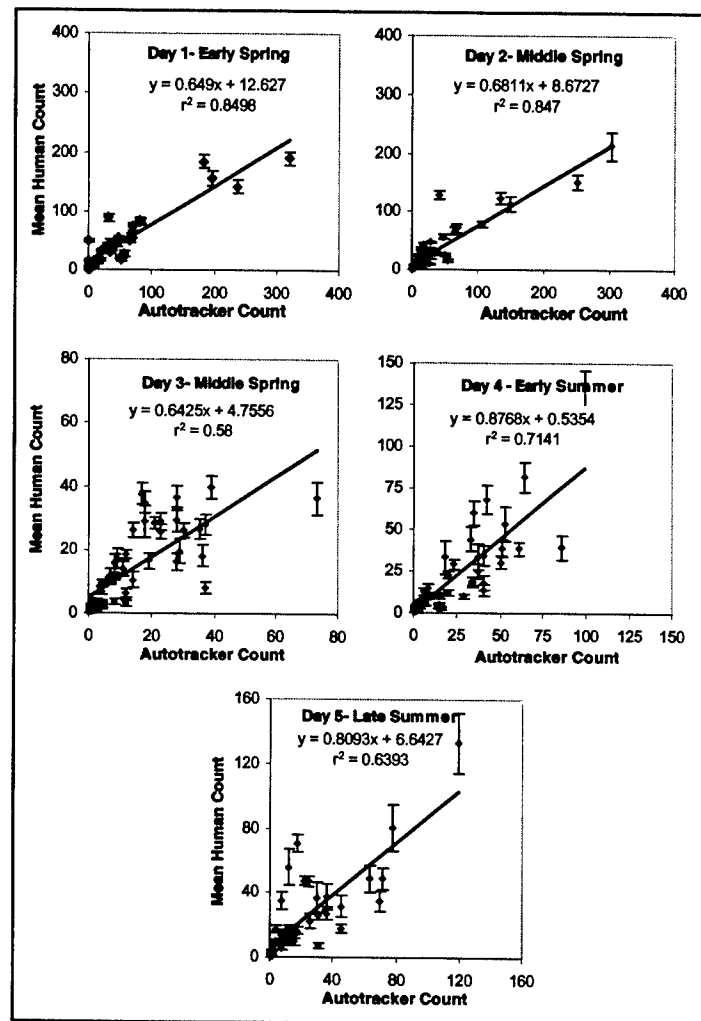 Day 1- Early Spring
y = 0.649x + 12.627
r² = 0.8498
400
300
200
100
0
Mean Human Count
0 100 200 300 400
Autotracker Count
Day 2- Middle Spring
y = 0.6811x + 8.6727
r² = 0.847
400
300
200
100
0
0 100 200 300 400
Autotracker Count
Day 3- Middle Spring
y = 0.6425x + 4.7556
r² = 0.58
80
60
40
20
0
Mean Human Count
0 20 40 60 80
Autotracker Count
Day 4 - Early Summer
y = 0.8768x + 0.5354
r² = 0.7141
150
125
100
75
50
25
0
0 25 50 75 100 125 150
Autotracker Count
Day 5- Late Summer
y = 0.8093x + 6.6427
r² = 0.6393
160
120
80
40
0
Mean Human Count
0 40 80 120 160
Autotracker Count